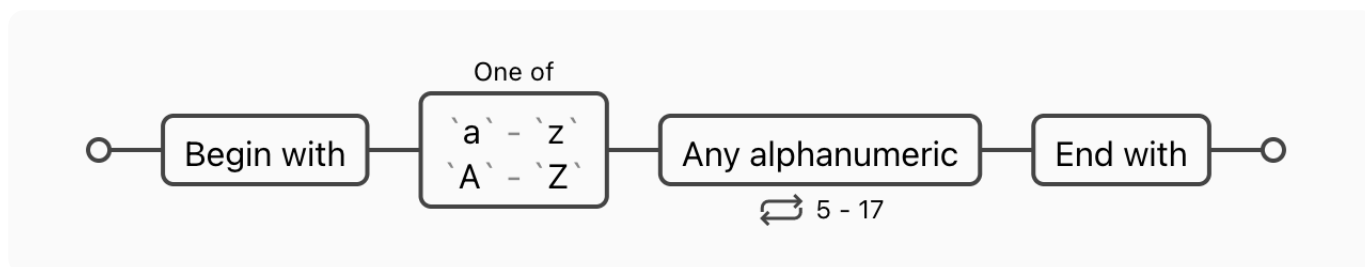 One of
Begin with
`a` - `z`
`A` - `Z`
Any alphanumeric
End with
5 - 17